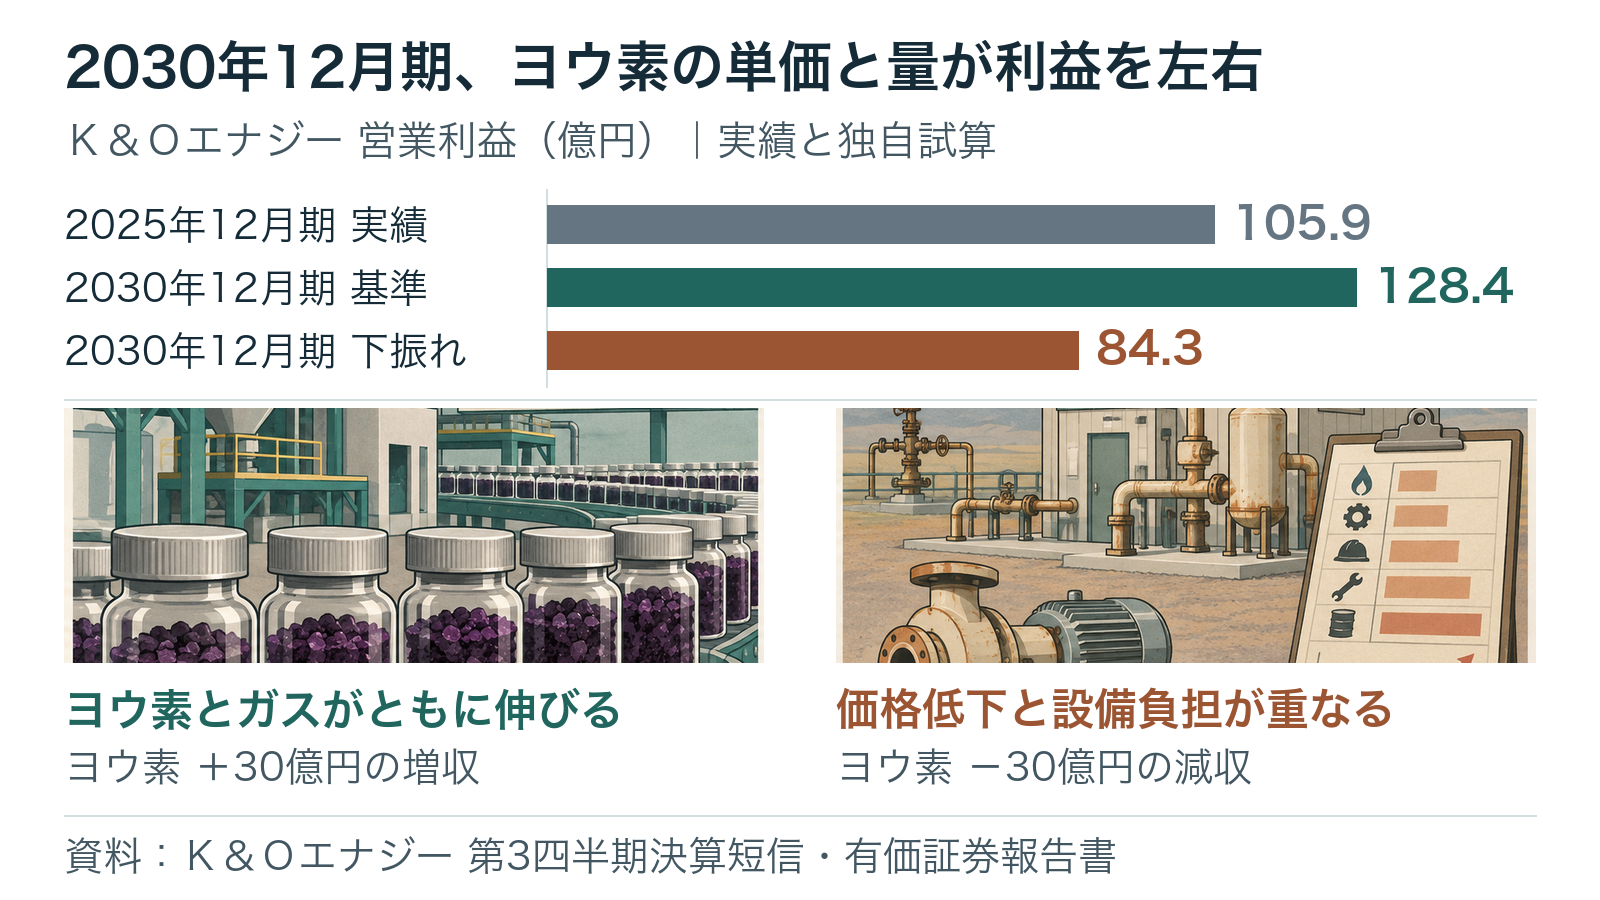 2030年12月期、ヨウ素の単価と量が利益を左右
K&Oエナジー 営業利益（億円）｜実績と独自試算
2025年12月期 実績 105.9
2030年12月期 基準 128.4
2030年12月期 下振れ 84.3
ヨウ素とガスがともに伸びる
ヨウ素 +30億円の増収
価格低下と設備負担が重なる
ヨウ素 −30億円の減収
資料：K&Oエナジー 第3四半期決算短信・有価証券報告書